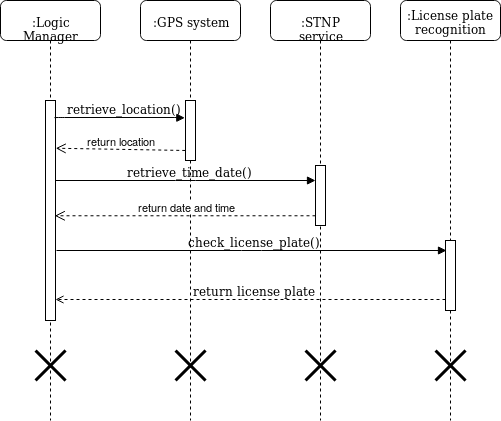 :Logic
Manager
:GPS system
:STNP
service
:License plate
recognition
retrieve_location()
return location
retrieve_time_date()
return date and time
check_license_plate()
return license plate